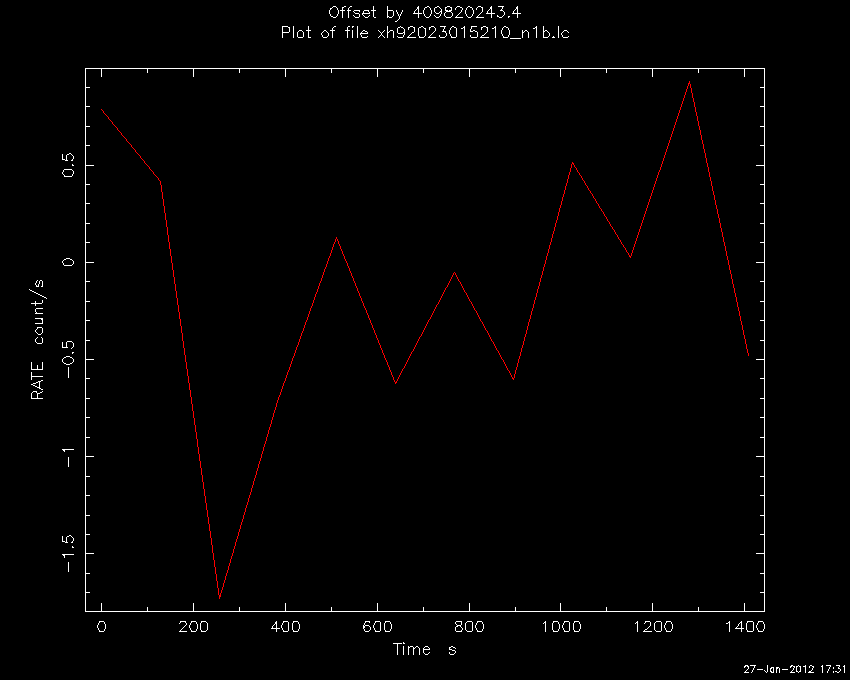 Offset by 409820243.4
Plot of file xh92023015210_n1b.lc
0.5
0
−0.5
−1
−1.5
RATE count/s
0 200 400 600 800 1000 1200 1400
Time s
27-Jan-2012 17:31